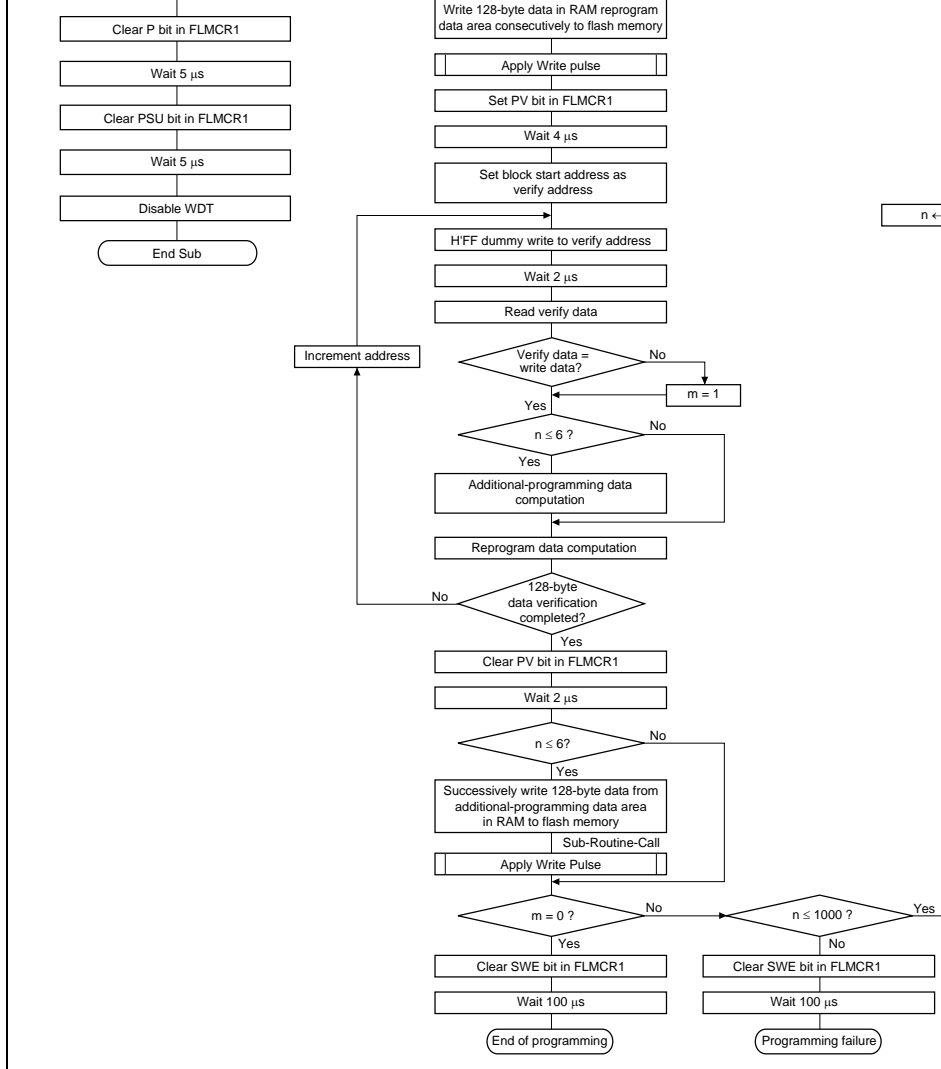 Clear P bit in FLMCR1
Wait 5 μs
Clear PSU bit in FLMCR1
Wait 5 μs
Disable WDT
End Sub
Write 128-byte data in RAM reprogram
data area consecutively to flash memory
Apply Write pulse
Set PV bit in FLMCR1
Wait 4 μs
Set block start address as
verify address
n ←
H'FF dummy write to verify address
Wait 2 μs
Read verify data
Increment address
Verify data =
write data?
No
m = 1
Yes
n ≤ 6 ?
No
Yes
Additional-programming data
computation
Reprogram data computation
128-byte
data verification
completed?
No
Yes
Clear PV bit in FLMCR1
Wait 2 μs
n ≤ 6?
No
Yes
Successively write 128-byte data from
additional-programming data area
in RAM to flash memory
Sub-Routine-Call
Apply Write Pulse
m = 0 ?
No
n ≤ 1000 ?
Yes
Yes
No
Clear SWE bit in FLMCR1
Clear SWE bit in FLMCR1
Wait 100 μs
Wait 100 μs
End of programming
Programming failure